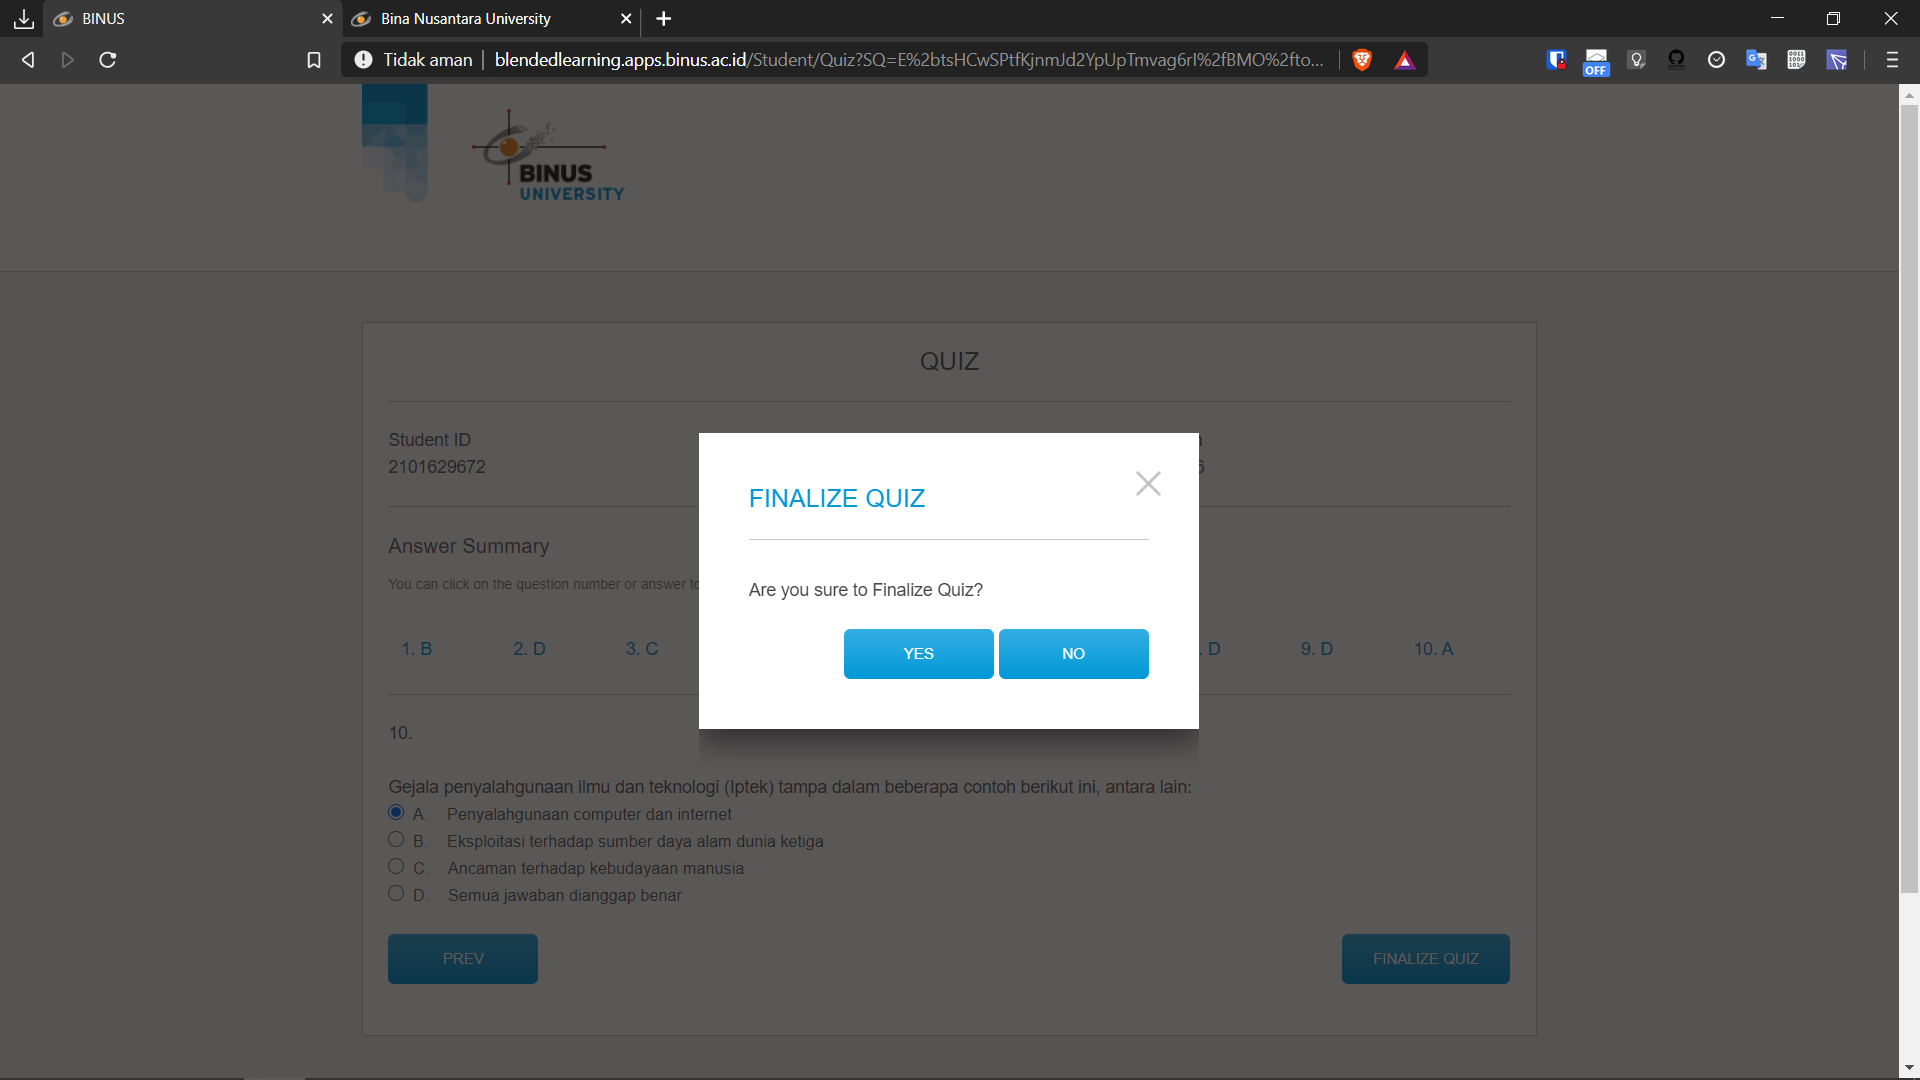 BINUS
Bina Nusantara University
Tidak aman
blendedlearning.apps.binus.ac.id/Student/Quiz?SQ=E%2btsHCwSPtfKjnmJd2YpUpTmvag6rI%2fBMO%2fto...
OFF
BINUS
UNIVERSITY
QUIZ
Student ID
2101629672
FINALIZE QUIZ
Answer Summary
You can click on the question number or answer to
Are you sure to Finalize Quiz?
1. B
2. D
3. C
. D
9. D
10. A
YES
NO
10.
Gejala penyalahgunaan ilmu dan teknologi (Iptek) tampa dalam beberapa contoh berikut ini, antara lain:
A. Penyalahgunaan computer dan internet
B. Eksploitasi terhadap sumber daya alam dunia ketiga
C. Ancaman terhadap kebudayaan manusia
D. Semua jawaban dianggap benar
PREV
FINALIZE QUIZ